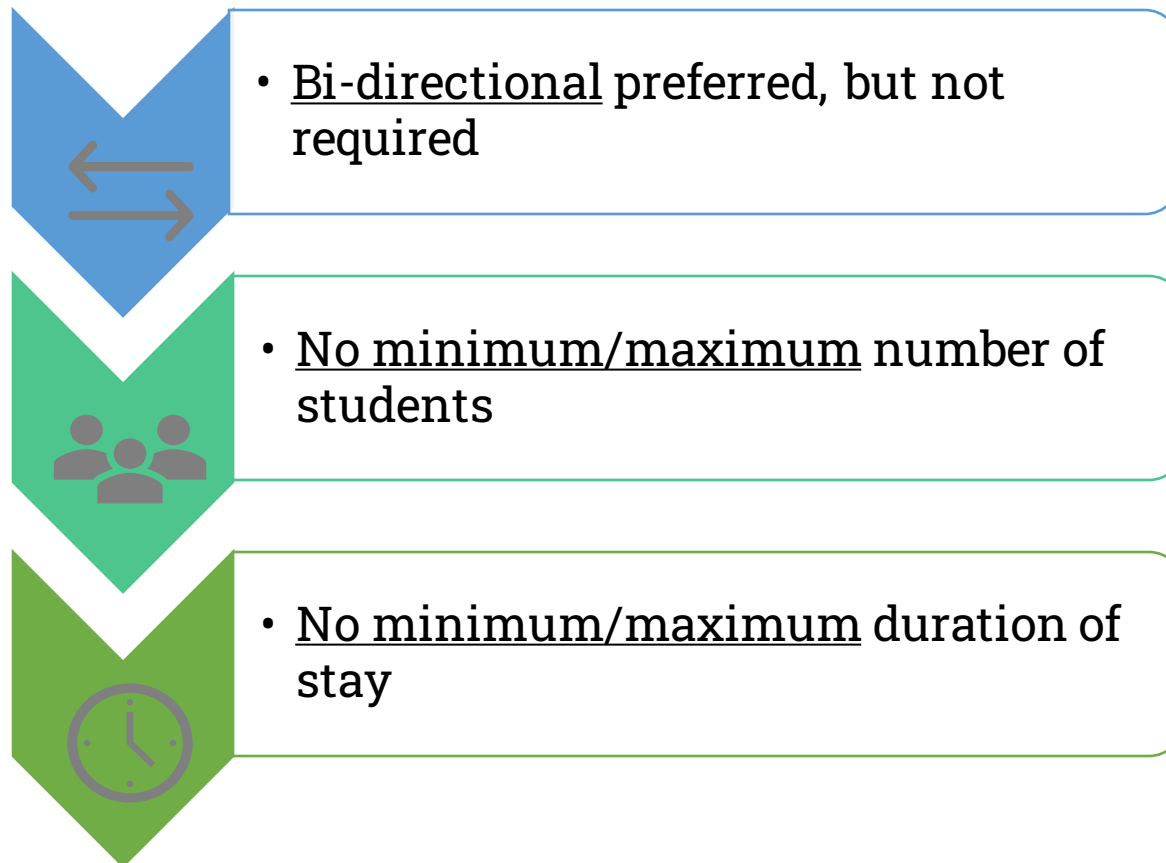 • Bi-directional preferred, but not
required
• No minimum/maximum number of
students
• No minimum/maximum duration of
stay